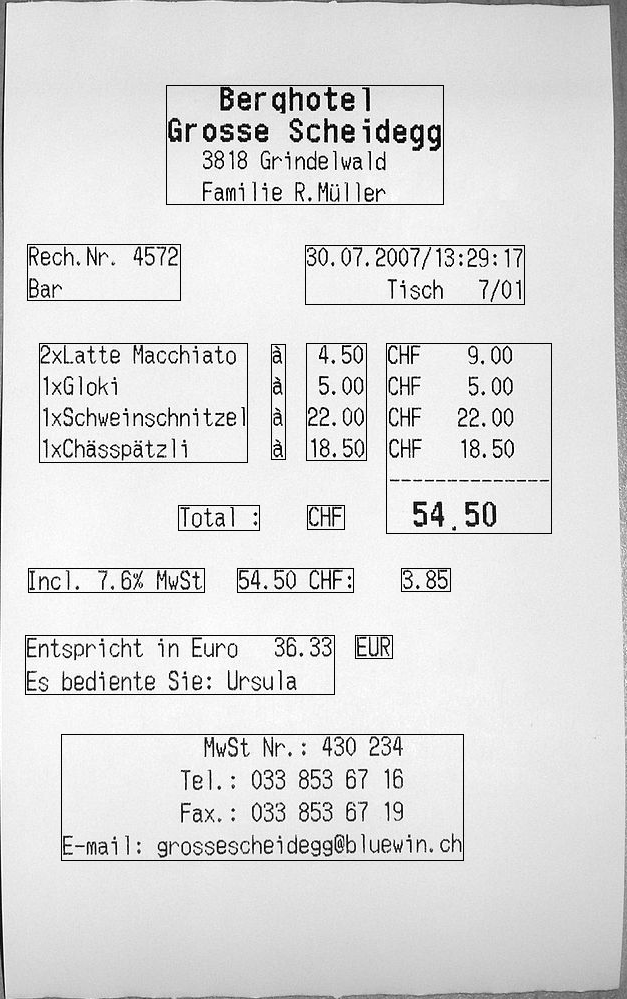 Berghotel
Grosse Scheidegg
3818 Grindelwald
Familie R.Müller
Rech.Nr. 4572 30.07.2007/13:29:17
Bar Tisch 7/01
2xLatte Macchiato à 4.50 CHF 9.00
1xGloki à 5.00 CHF 5.00
1xSchweinschnitzel à 22.00 CHF 22.00
1xChässpätzli à 18.50 CHF 18.50
Total : CHF 54.50
Incl. 7.6% MwSt 54.50 CHF: 3.85
Entspricht in Euro 36.33 EUR
Es bediente Sie: Ursula
MwSt Nr.: 430 234
Tel.: 033 853 67 16
Fax.: 033 853 67 19
E-mail: grossescheidegg@bluewin.ch